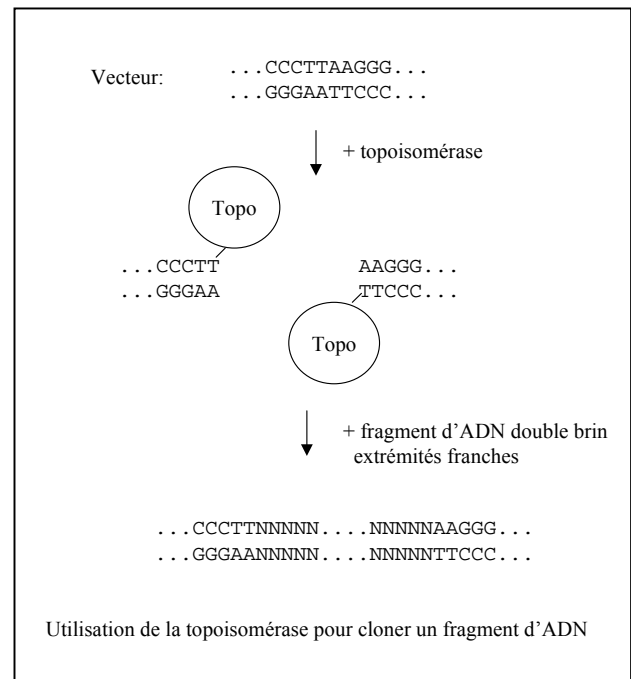 ...CCCTTAAGGG...
Vecteur:
...GGGAATTCCC...
+ topoisomérase
Topo
...CCCTT AAGGG...
...GGGAA TTCCC...
Topo
+ fragment d'ADN double brin
extrémités franches
...CCCTTNNNNN....NNNNNAAGGG...
...GGGAANNNNN....NNNNNTTCCC...
Utilisation de la topoisomérase pour cloner un fragment d'ADN